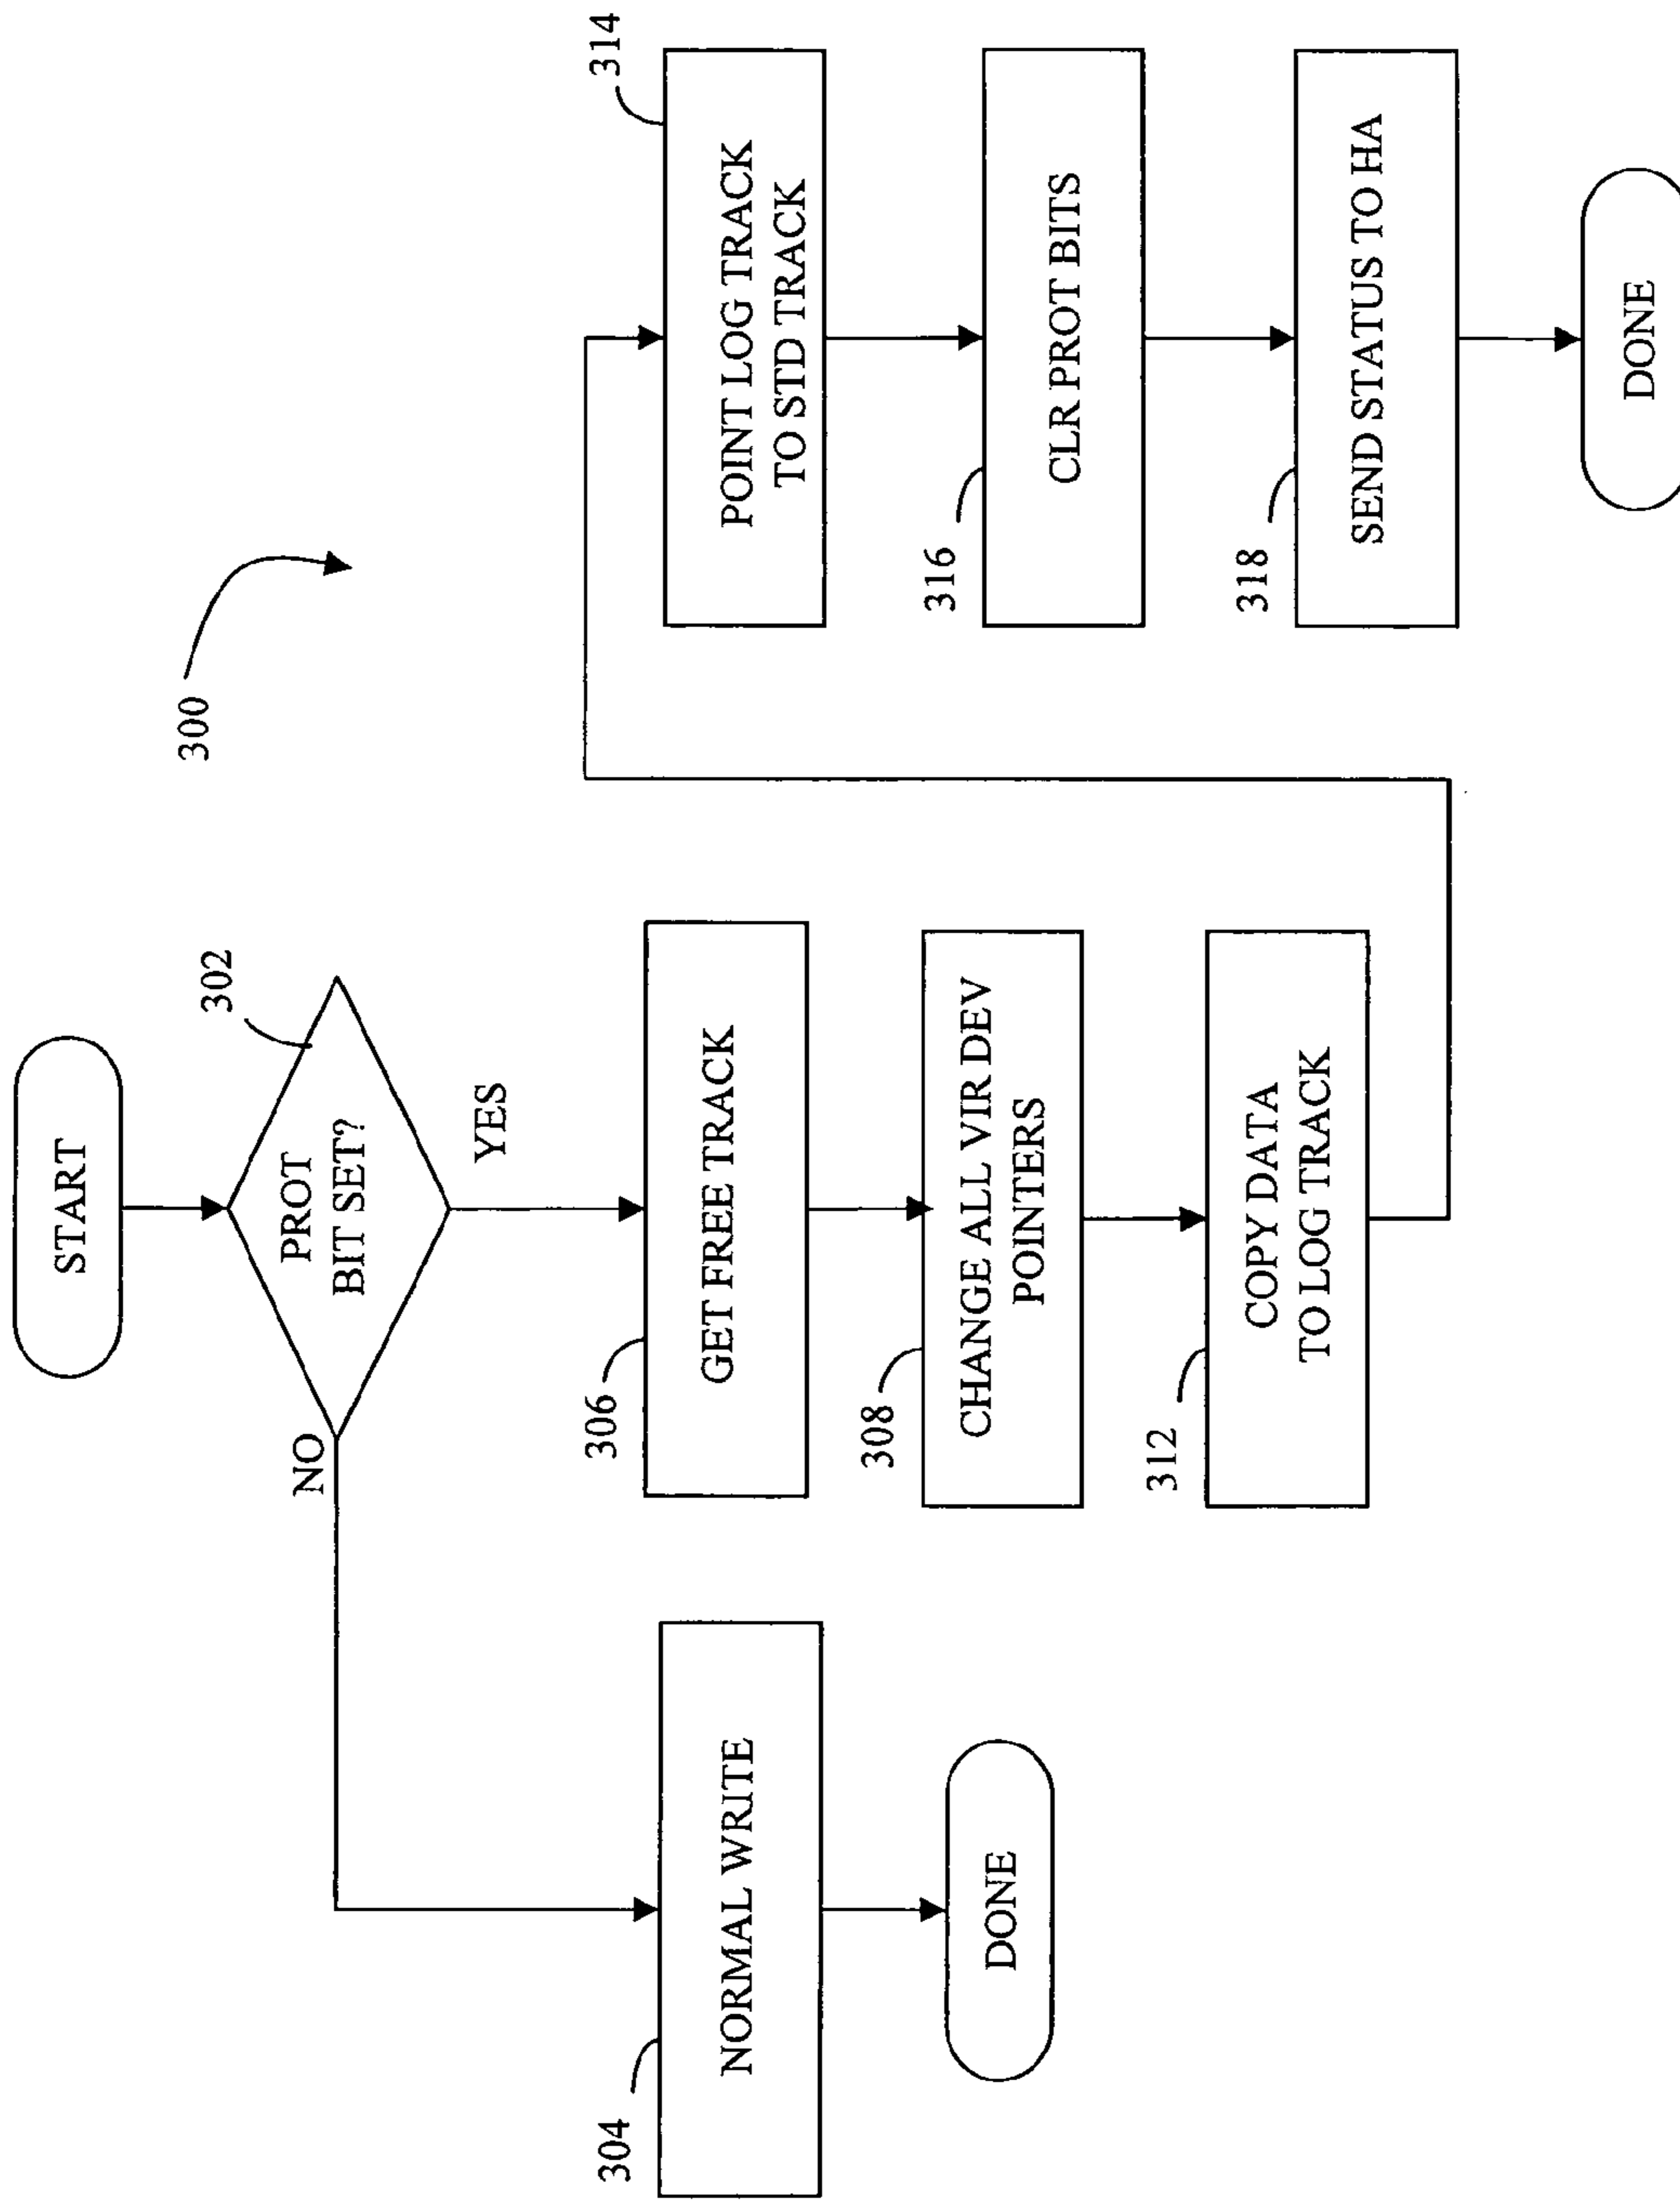 300
START
302
PROT
BIT SET?
NO
YES
304
NORMAL WRITE
DONE
306
GET FREE TRACK
308
CHANGE ALL VIR DEV
POINTERS
312
COPY DATA
TO LOG TRACK
314
POINT LOG TRACK
TO STD TRACK
316
CLR PROT BITS
318
SEND STATUS TO HA
DONE